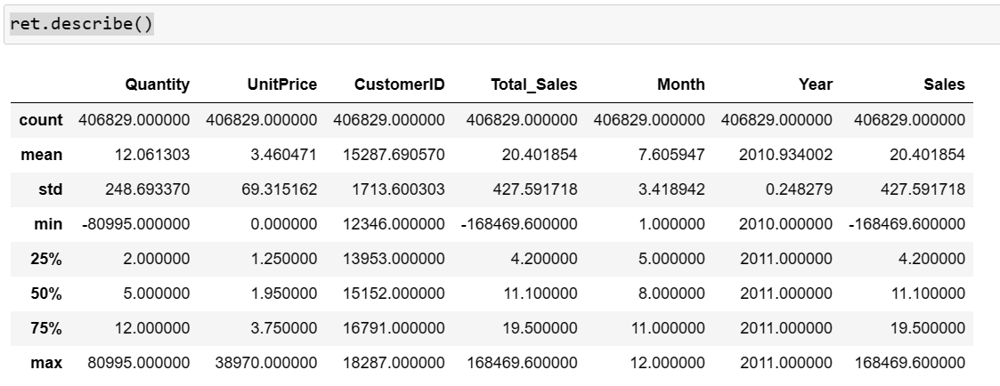 ret.describe()
Quantity UnitPrice CustomerID Total_Sales Month Year Sales
count 406829.000000 406829.000000 406829.000000 406829.000000 406829.000000 406829.000000 406829.000000
mean 12.061303 3.460471 15287.690570 20.401854 7.605947 2010.934002 20.401854
std 248.693370 69.315162 1713.600303 427.591718 3.418942 0.248279 427.591718
min -80995.000000 0.000000 12346.000000 -168469.600000 1.000000 2010.000000 -168469.600000
25% 2.000000 1.250000 13953.000000 4.200000 5.000000 2011.000000 4.200000
50% 5.000000 1.950000 15152.000000 11.100000 8.000000 2011.000000 11.100000
75% 12.000000 3.750000 16791.000000 19.500000 11.000000 2011.000000 19.500000
max 80995.000000 38970.000000 18287.000000 168469.600000 12.000000 2011.000000 168469.600000